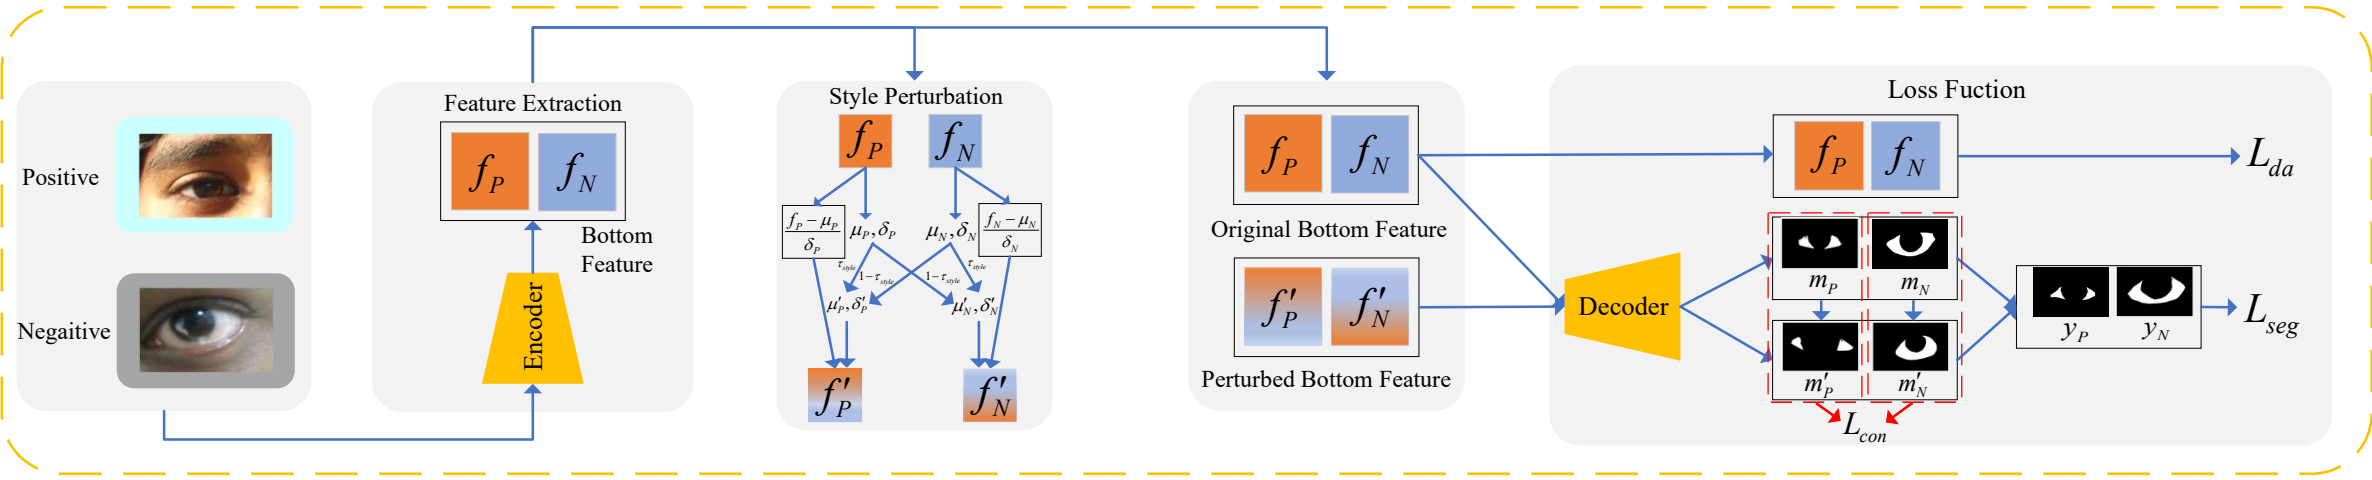 Positive
Negaitive
Feature Extraction
f_P f_N
Bottom
Feature
Encoder
Style Perturbation
f_P f_N
(f_P − μ_P)/δ_P μ_P, δ_P μ_N, δ_N (f_N − μ_N)/δ_N
τ_style 1−τ_style 1−τ_style τ_style
μ′_P, δ′_P μ′_N, δ′_N
f′_P f′_N
f_P f_N
Original Bottom Feature
f′_P f′_N
Perturbed Bottom Feature
Loss Fuction
f_P f_N
L_da
Decoder
m_P m_N
m′_P m′_N
L_con
y_P y_N
L_seg